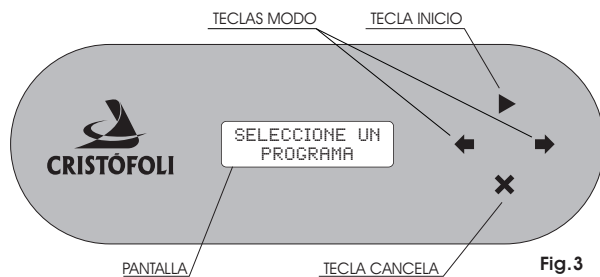 TECLAS MODO
TECLA INICIO
SELECCIONE UN
PROGRAMA
CRISTÓFOLI
PANTALLA
TECLA CANCELA
Fig.3